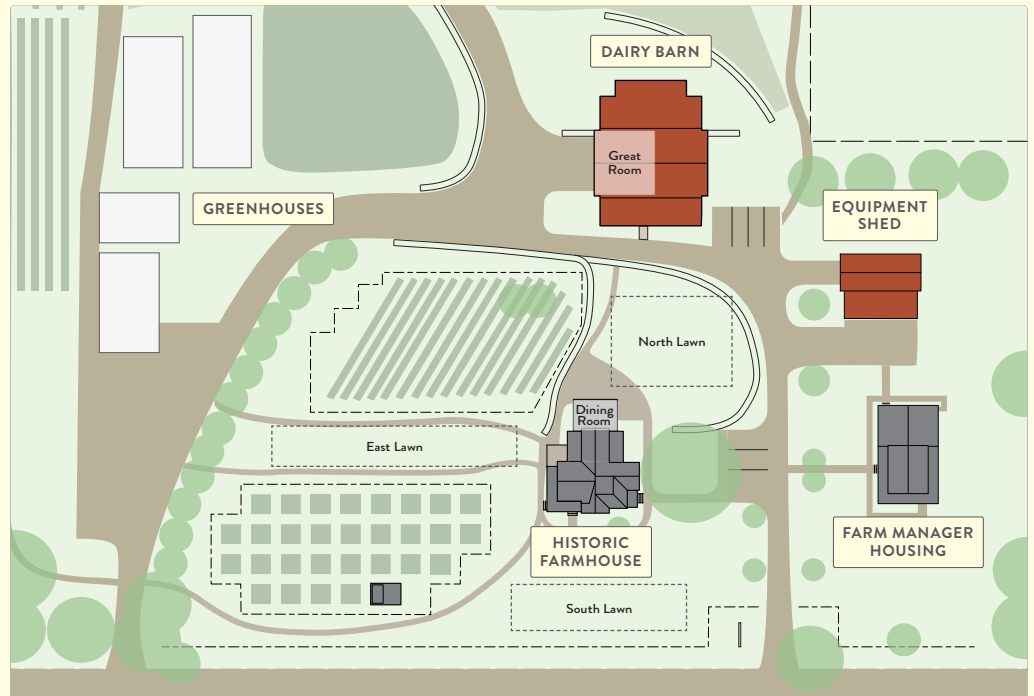 DAIRY BARN
Great
Room
GREENHOUSES
EQUIPMENT
SHED
North Lawn
Dining
Room
East Lawn
HISTORIC
FARMHOUSE
FARM MANAGER
HOUSING
South Lawn